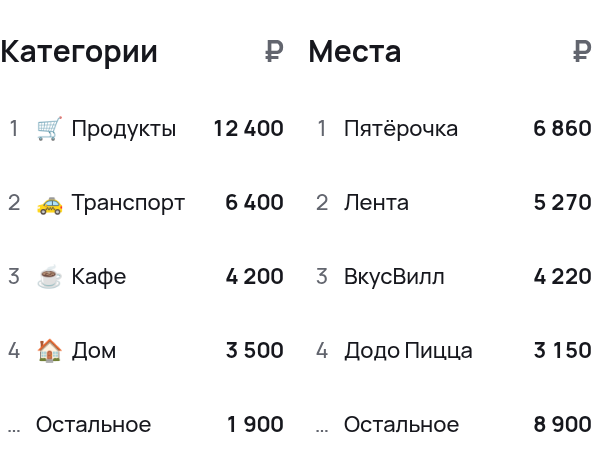 Категории ₽
1 🛒 Продукты 12 400
2 🚕 Транспорт 6 400
3 ☕ Кафе 4 200
4 🏠 Дом 3 500
... Остальное 1 900
Места ₽
1 Пятёрочка 6 860
2 Лента 5 270
3 ВкусВилл 4 220
4 Додо Пицца 3 150
... Остальное 8 900